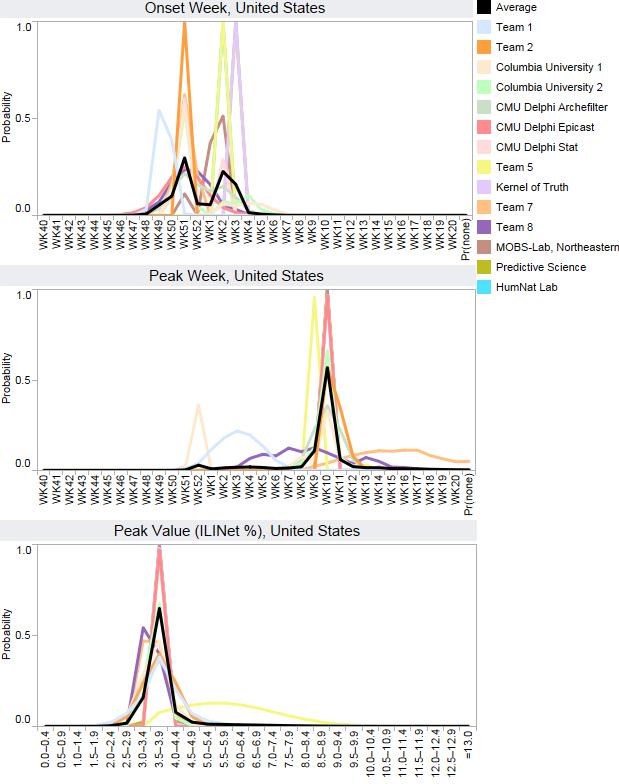 Onset Week, United States
Probability
1.0
0.5
0.0
WK40
WK41
WK42
WK43
WK44
WK45
WK46
WK47
WK48
WK49
WK50
WK51
WK52
WK1
WK2
WK3
WK4
WK5
WK6
WK7
WK8
WK9
WK10
WK11
WK12
WK13
WK14
WK15
WK16
WK17
WK18
WK19
WK20
Pr(none)
Average
Team 1
Team 2
Columbia University 1
Columbia University 2
CMU Delphi Archefilter
CMU Delphi Epicast
CMU Delphi Stat
Team 5
Kernel of Truth
Team 7
Team 8
MOBS-Lab, Northeastern
Predictive Science
HumNat Lab
Peak Week, United States
Probability
1.0
0.5
0.0
WK40
WK41
WK42
WK43
WK44
WK45
WK46
WK47
WK48
WK49
WK50
WK51
WK52
WK1
WK2
WK3
WK4
WK5
WK6
WK7
WK8
WK9
WK10
WK11
WK12
WK13
WK14
WK15
WK16
WK17
WK18
WK19
WK20
Pr(none)
Peak Value (ILINet %), United States
Probability
1.0
0.5
0.0
0.0–0.4
0.5–0.9
1.0–1.4
1.5–1.9
2.0–2.4
2.5–2.9
3.0–3.4
3.5–3.9
4.0–4.4
4.5–4.9
5.0–5.4
5.5–5.9
6.0–6.4
6.5–6.9
7.0–7.4
7.5–7.9
8.0–8.4
8.5–8.9
9.0–9.4
9.5–9.9
10.0–10.4
10.5–10.9
11.0–11.4
11.5–11.9
12.0–12.4
12.5–12.9
=13.0